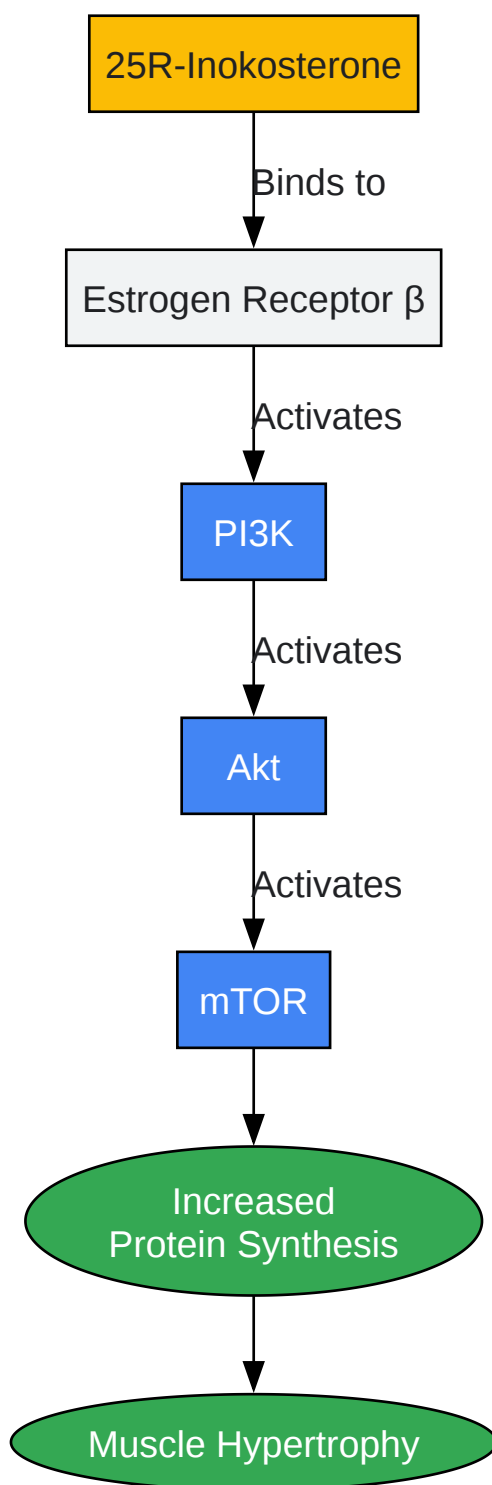 25R-Inokosterone
Binds to
Estrogen Receptor β
Activates
PI3K
Activates
Akt
Activates
mTOR
Increased
Protein Synthesis
Muscle Hypertrophy